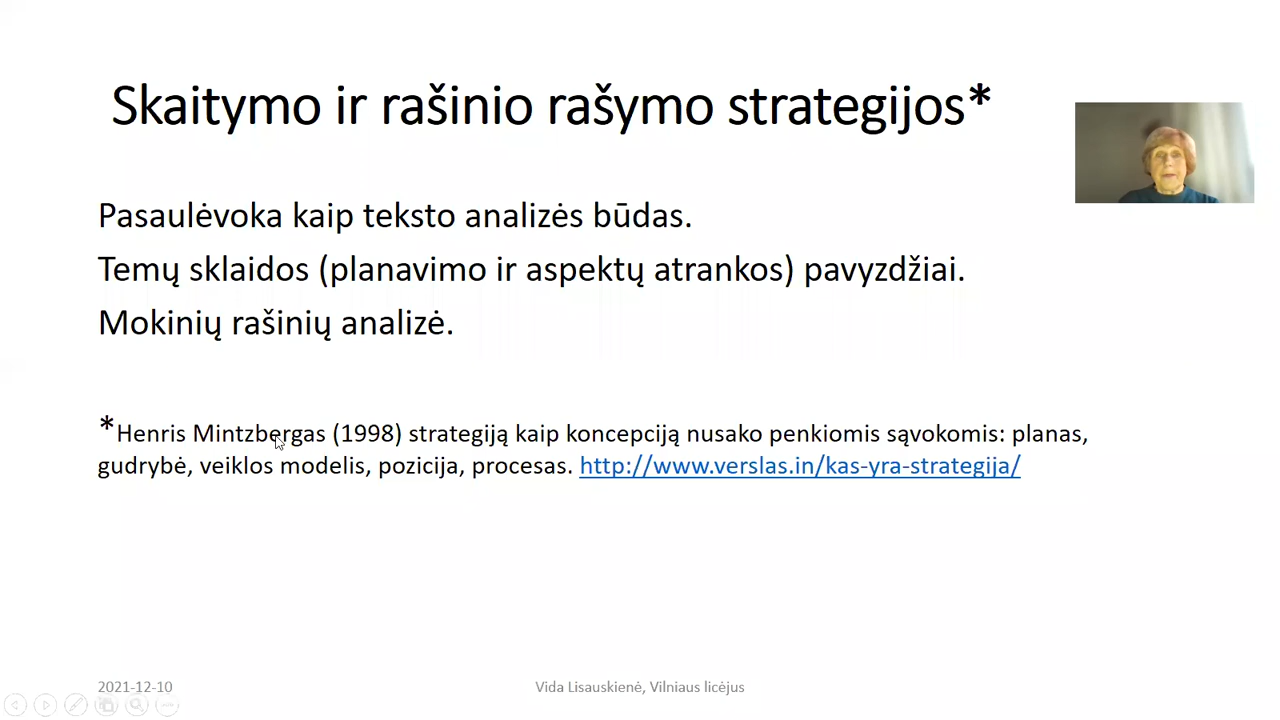 Skaitymo ir rašinio rašymo strategijos*
Pasaulėvoka kaip teksto analizės būdas.
Temų sklaidos (planavimo ir aspektų atrankos) pavyzdžiai.
Mokinių rašinių analizė.
*Henris Mintzbergas (1998) strategiją kaip koncepciją nusako penkiomis sąvokomis: planas,
gudrybė, veiklos modelis, pozicija, procesas. http://www.verslas.in/kas-yra-strategija/
2021-12-10
Vida Lisauskienė, Vilniaus licėjus